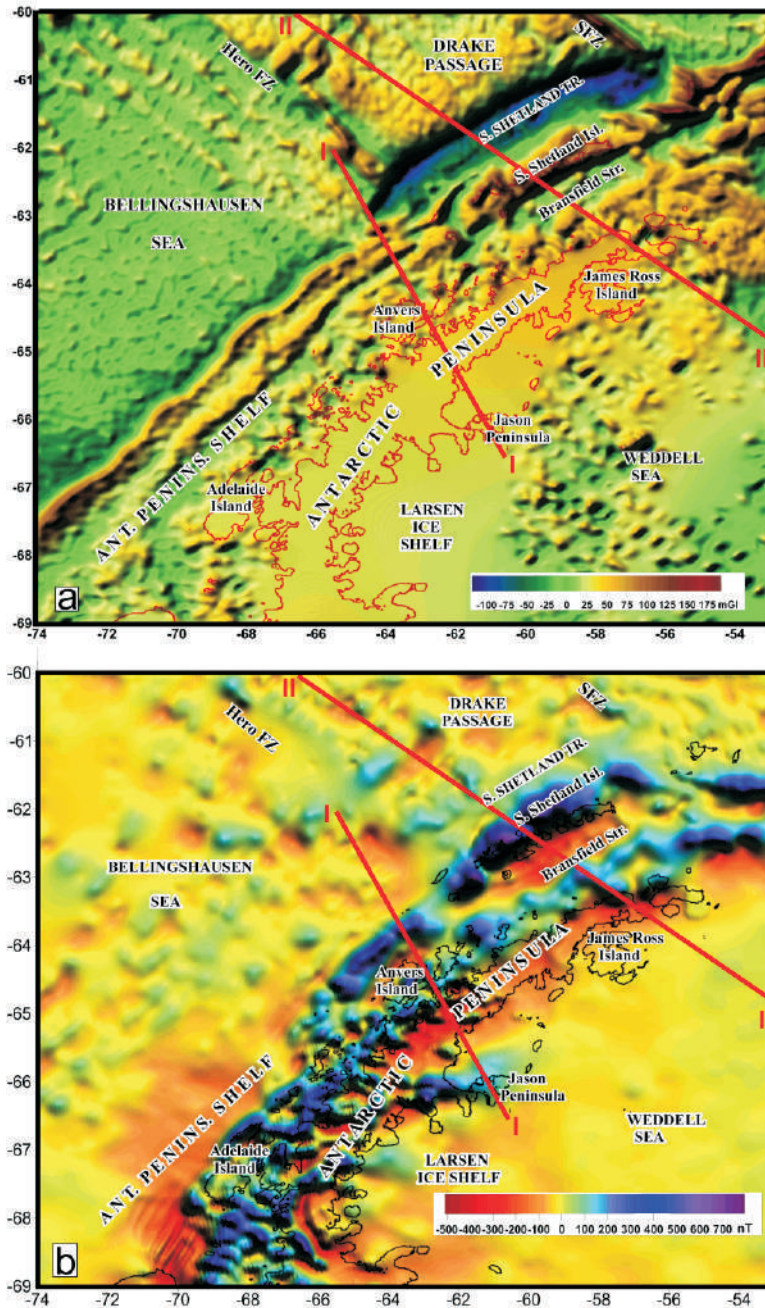 -60
-61
-62
-63
-64
-65
-66
-67
-68
-69
II
DRAKE
PASSAGE
SFZ
Hero FZ
S. SHETLAND TR.
I
S. Shetland Isl.
Bransfield Str.
BELLINGSHAUSEN
SEA
James Ross
Island
Anvers
Island
PENINSULA
II
Jason
Peninsula
I
WEDDELL
SEA
ANT. PENINS. SHELF
ANTARCTIC
Adelaide
Island
LARSEN
ICE
SHELF
-100 -75 -50 -25 0 25 50 75 100 125 150 175 mGl
a
-74 -72 -70 -68 -66 -64 -62 -60 -58 -56 -54
-60
-61
-62
-63
-64
-65
-66
-67
-68
-69
II
DRAKE
PASSAGE
SFZ
Hero FZ
S. SHETLAND TR.
I
S. Shetland Isl.
Bransfield Str.
BELLINGSHAUSEN
SEA
James Ross
Island
Anvers
Island
PENINSULA
I
Jason
Peninsula
I
WEDDELL
SEA
ANT. PENINS. SHELF
ANTARCTIC
Adelaide
Island
LARSEN
ICE SHELF
-500 -400 -300 -200 -100 0 100 200 300 400 500 600 700 nT
b
-74 -72 -70 -68 -66 -64 -62 -60 -58 -56 -54